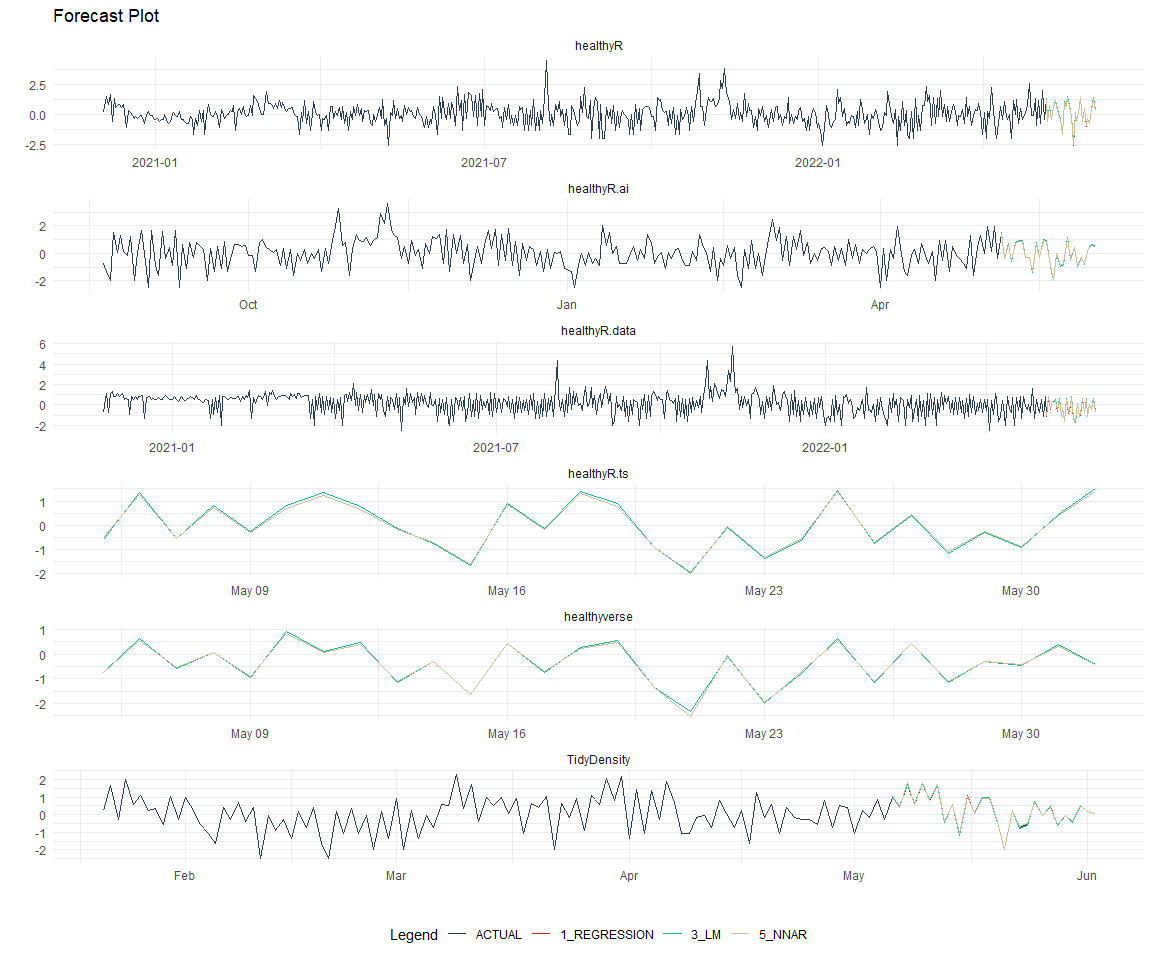 Forecast Plot
healthyR
2.5
0.0
-2.5
2021-01 2021-07 2022-01
healthyR.ai
2
0
-2
Oct Jan Apr
healthyR.data
6
4
2
0
-2
2021-01 2021-07 2022-01
healthyR.ts
1
0
-1
-2
May 09 May 16 May 23 May 30
healthyverse
1
0
-1
-2
May 09 May 16 May 23 May 30
TidyDensity
2
1
0
-1
-2
Feb Mar Apr May Jun
Legend ACTUAL 1_REGRESSION 3_LM 5_NNAR